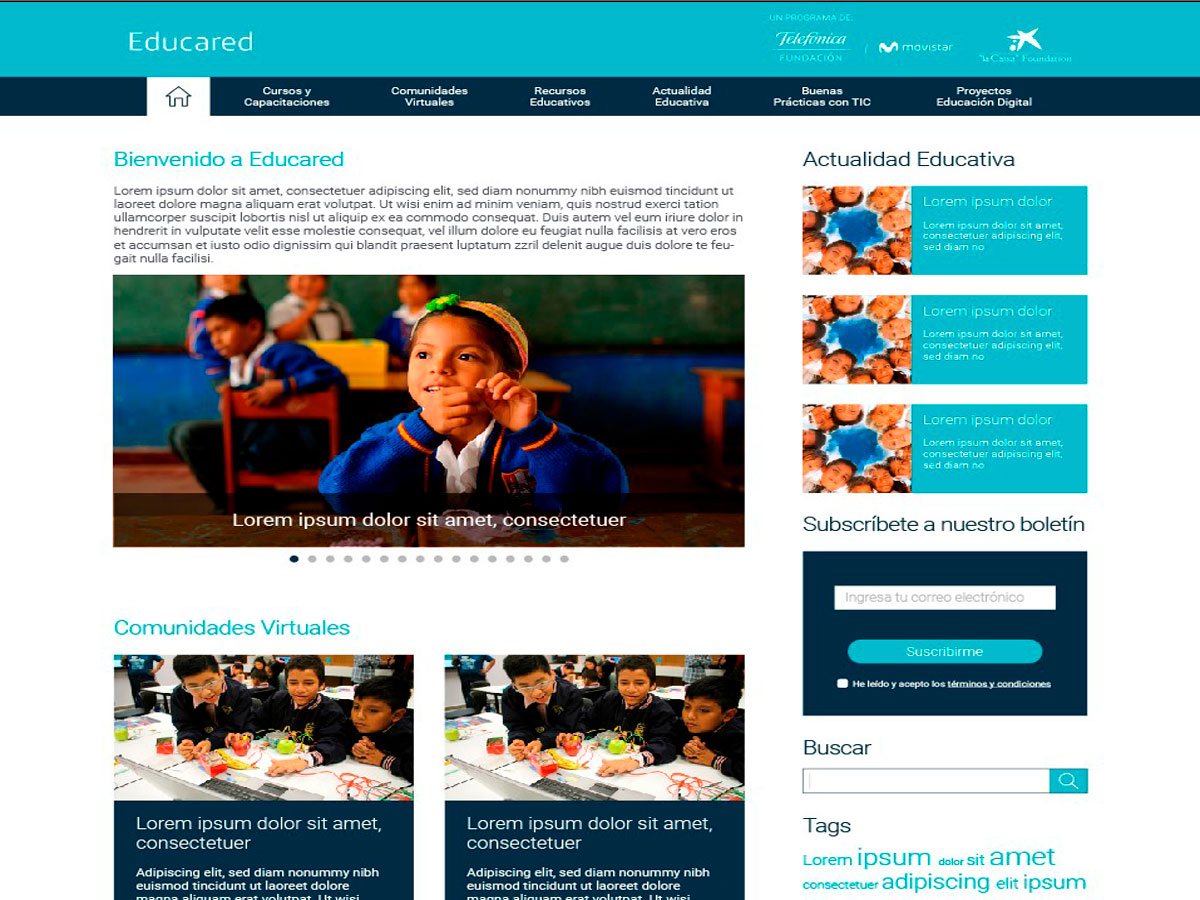 Educared
UN PROGRAMA DE:
Telefónica
FUNDACIÓN
movistar
"la Caixa" Foundation
Cursos y
Capacitaciones
Comunidades
Virtuales
Recursos
Educativos
Actualidad
Educativa
Buenas
Prácticas con TIC
Proyectos
Educación Digital
Bienvenido a Educared
Lorem ipsum dolor sit amet, consectetuer adipiscing elit, sed diam nonummy nibh euismod tincidunt ut
laoreet dolore magna aliquam erat volutpat. Ut wisi enim ad minim veniam, quis nostrud exerci tation
ullamcorper suscipit lobortis nisl ut aliquip ex ea commodo consequat. Duis autem vel eum iriure dolor in
hendrerit in vulputate velit esse molestie consequat, vel illum dolore eu feugiat nulla facilisis at vero eros
et accumsan et iusto odio dignissim qui blandit praesent luptatum zzril delenit augue duis dolore te feu-
gait nulla facilisi.
Lorem ipsum dolor sit amet, consectetuer
Comunidades Virtuales
Lorem ipsum dolor sit amet,
consectetuer
Adipiscing elit, sed diam nonummy nibh
euismod tincidunt ut laoreet dolore
magna aliquam erat volutpat. Ut wisi
Lorem ipsum dolor sit amet,
consectetuer
Adipiscing elit, sed diam nonummy nibh
euismod tincidunt ut laoreet dolore
magna aliquam erat volutpat. Ut wisi
Actualidad Educativa
Lorem ipsum dolor
Lorem ipsum dolor sit amet,
consectetuer adipiscing elit,
sed diam no
Lorem ipsum dolor
Lorem ipsum dolor sit amet,
consectetuer adipiscing elit,
sed diam no
Lorem ipsum dolor
Lorem ipsum dolor sit amet,
consectetuer adipiscing elit,
sed diam no
Subscríbete a nuestro boletín
Ingresa tu correo electrónico
Suscribirme
He leído y acepto los términos y condiciones
Buscar
Tags
Lorem ipsum dolor sit amet
consectetuer adipiscing elit ipsum